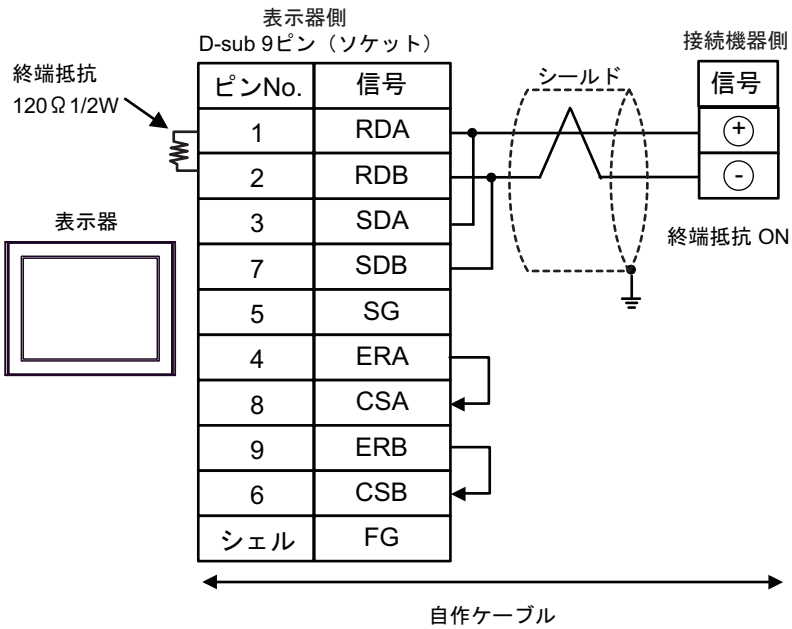 表示器側
D-sub 9ピン（ソケット）
接続機器側
終端抵抗
120Ω 1/2W
シールド
ピンNo. 信号
信号
1 RDA
+
2 RDB
-
3 SDA
表示器
終端抵抗 ON
7 SDB
5 SG
4 ERA
8 CSA
9 ERB
6 CSB
シェル FG
自作ケーブル